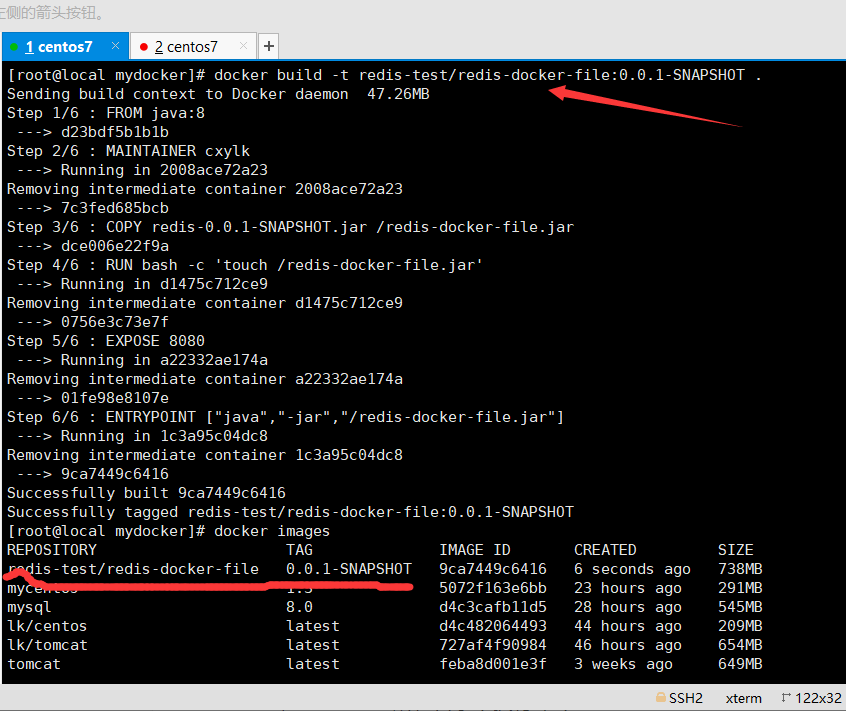 左侧的箭头按钮。
1 centos7 × 2 centos7 × +
[root@local mydocker]# docker build -t redis-test/redis-docker-file:0.0.1-SNAPSHOT .
Sending build context to Docker daemon  47.26MB
Step 1/6 : FROM java:8
 ---> d23bdf5b1b1b
Step 2/6 : MAINTAINER cxylk
 ---> Running in 2008ace72a23
Removing intermediate container 2008ace72a23
 ---> 7c3fed685bcb
Step 3/6 : COPY redis-0.0.1-SNAPSHOT.jar /redis-docker-file.jar
 ---> dce006e22f9a
Step 4/6 : RUN bash -c 'touch /redis-docker-file.jar'
 ---> Running in d1475c712ce9
Removing intermediate container d1475c712ce9
 ---> 0756e3c73e7f
Step 5/6 : EXPOSE 8080
 ---> Running in a22332ae174a
Removing intermediate container a22332ae174a
 ---> 01fe98e8107e
Step 6/6 : ENTRYPOINT ["java","-jar","/redis-docker-file.jar"]
 ---> Running in 1c3a95c04dc8
Removing intermediate container 1c3a95c04dc8
 ---> 9ca7449c6416
Successfully built 9ca7449c6416
Successfully tagged redis-test/redis-docker-file:0.0.1-SNAPSHOT
[root@local mydocker]# docker images
REPOSITORY TAG IMAGE ID CREATED SIZE
redis-test/redis-docker-file 0.0.1-SNAPSHOT 9ca7449c6416 6 seconds ago 738MB
mycentos 5072f163e6bb 23 hours ago 291MB
mysql 8.0 d4c3cafb11d5 28 hours ago 545MB
lk/centos latest d4c482064493 44 hours ago 209MB
lk/tomcat latest 727af4f90984 46 hours ago 654MB
tomcat latest feba8d001e3f 3 weeks ago 649MB
SSH2 xterm 122x32